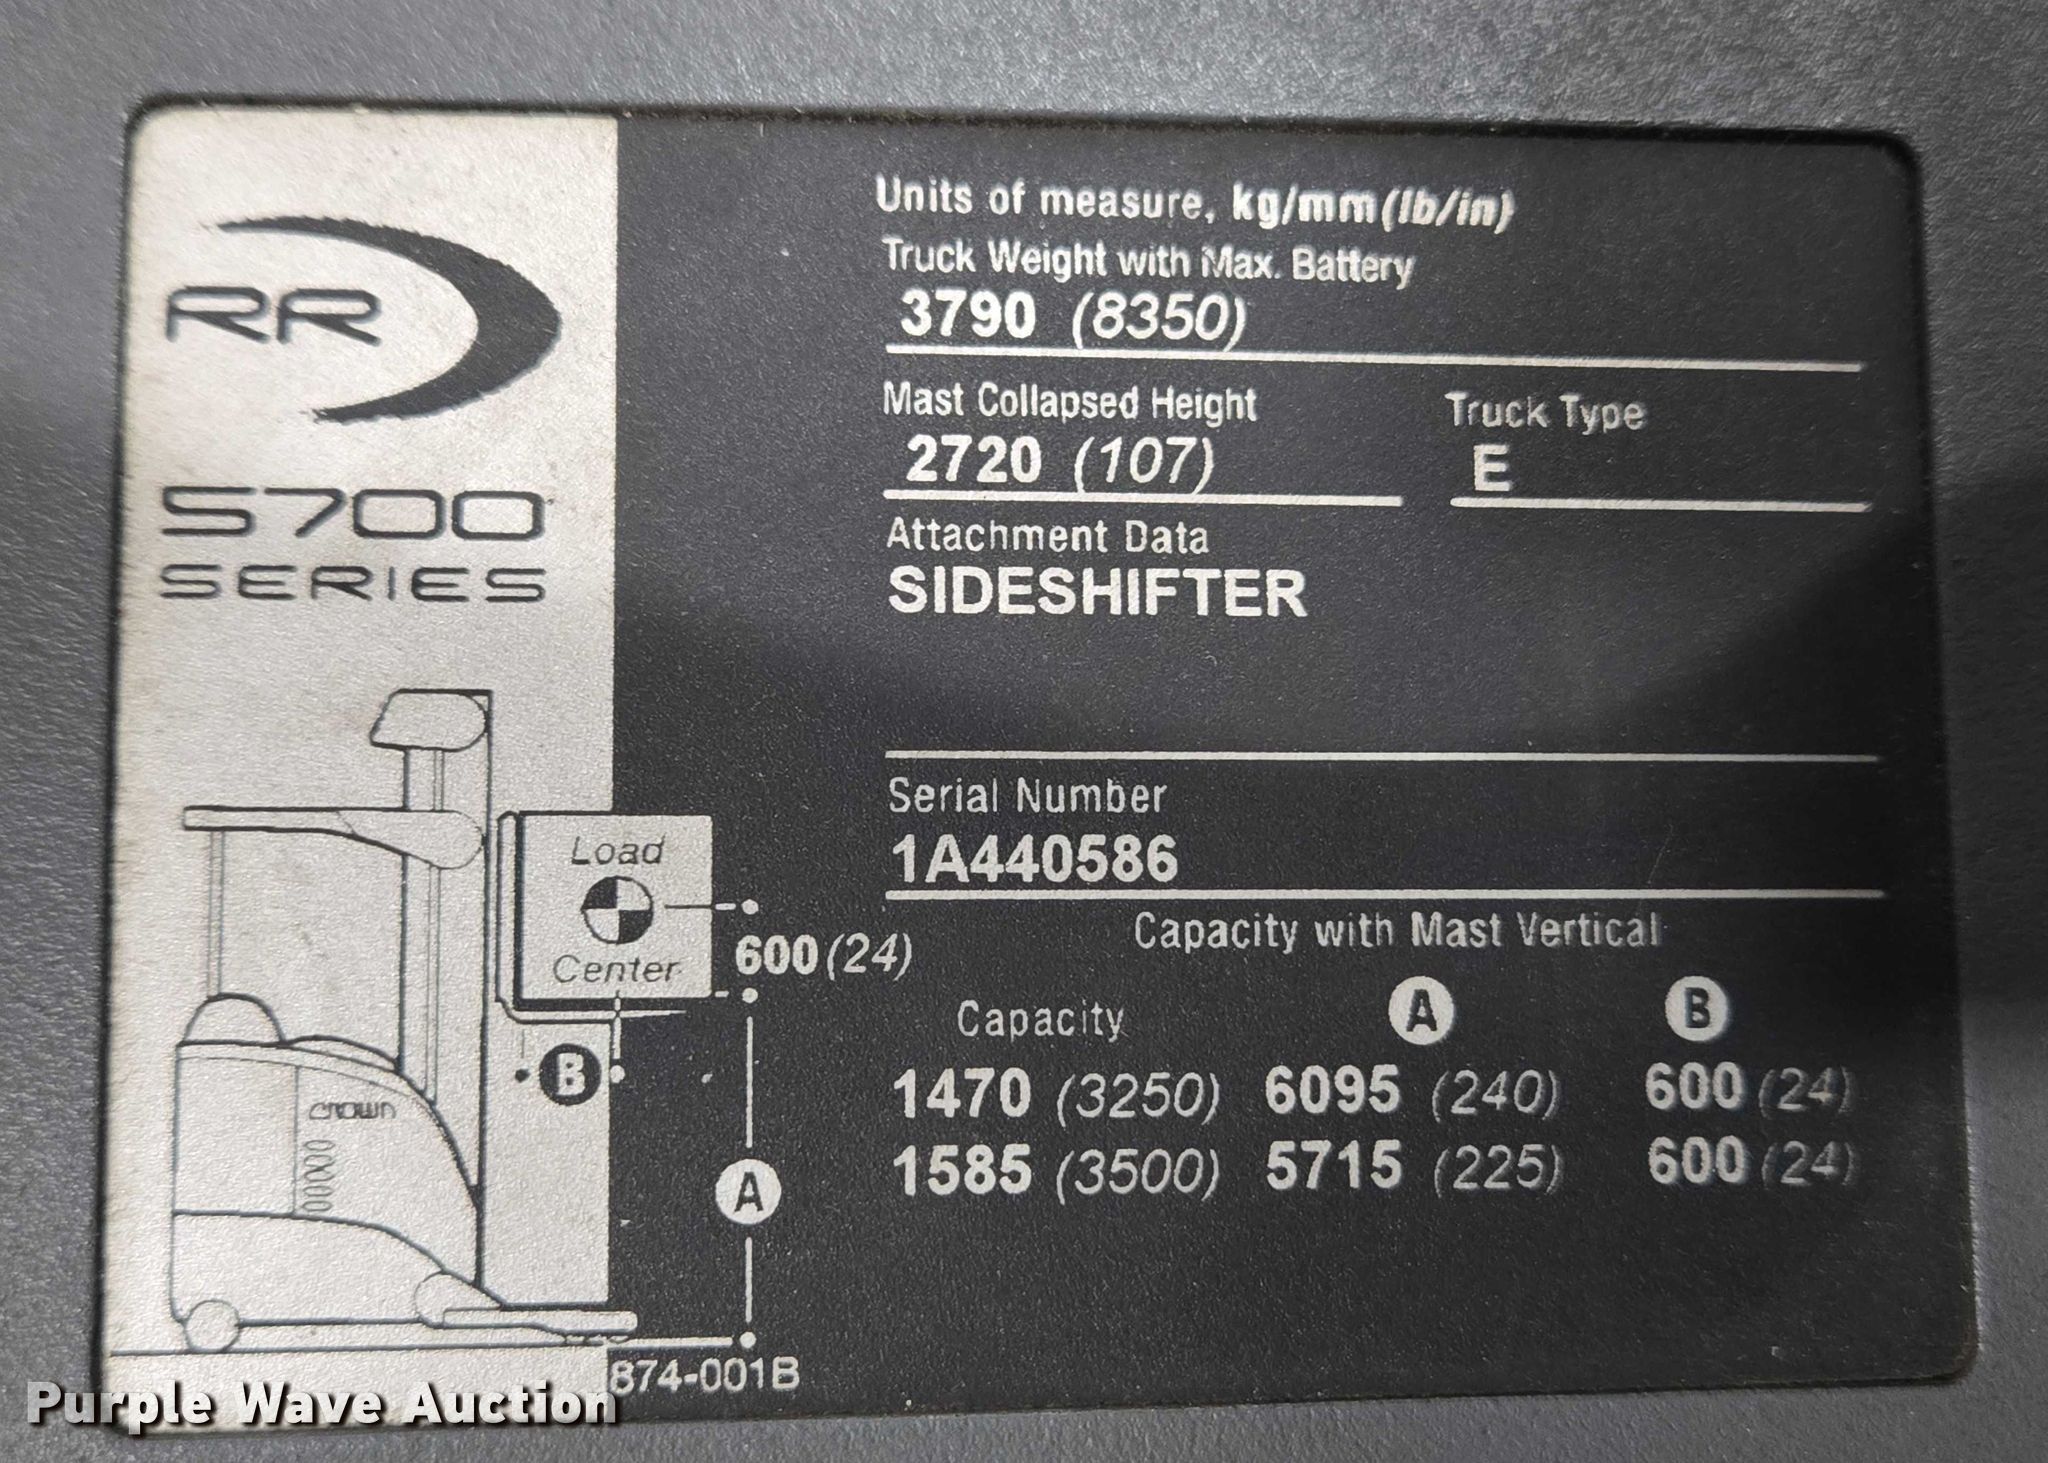 RR
5700
SERIES
Units of measure, kg/mm(lb/in)
Truck Weight with Max. Battery
3790 (8350)
Mast Collapsed Height
2720 (107)
Truck Type
E
Attachment Data
SIDESHIFTER
Serial Number
1A440586
Capacity with Mast Vertical
Capacity A B
1470 (3250) 6095 (240) 600 (24)
1585 (3500) 5715 (225) 600 (24)
Load
Center
600(24)
B
CROWN
A
874-001B
Purple Wave Auction